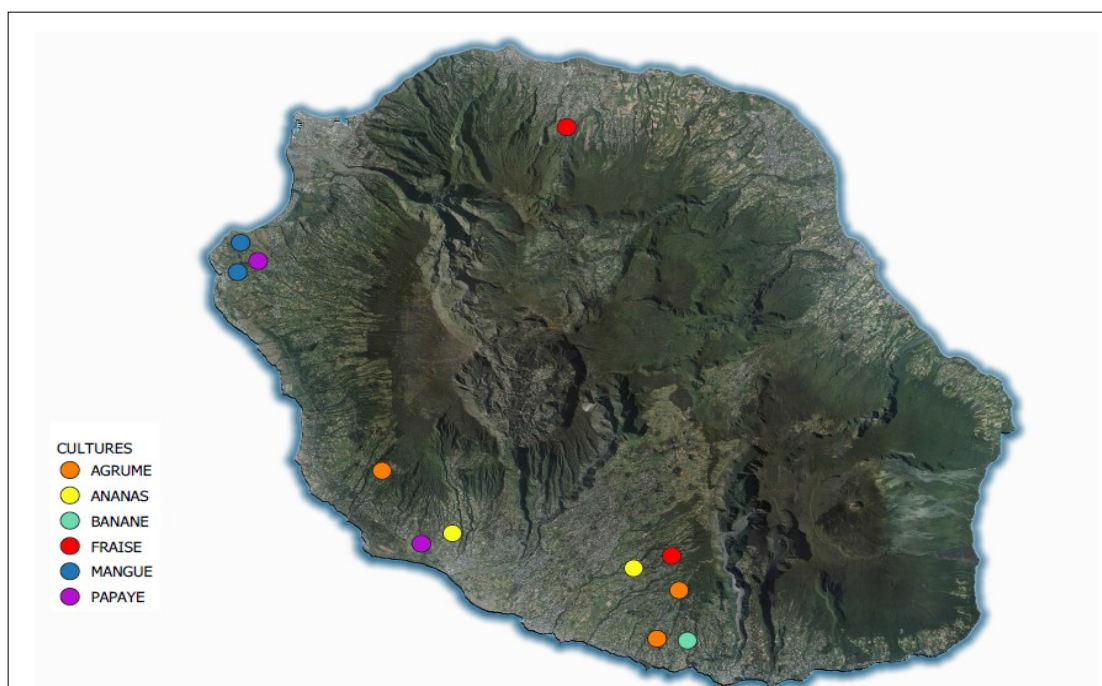 CULTURES
AGRUME
ANANAS
BANANE
FRAISE
MANGUE
PAPAYE